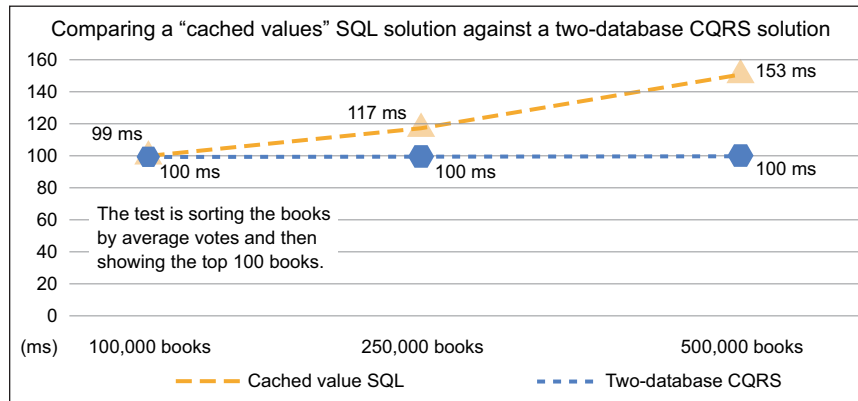 Comparing a “cached values” SQL solution against a two-database CQRS solution
160
140
120
100
80
60
40
20
0
(ms)
99 ms
117 ms
153 ms
100 ms
100 ms
100 ms
The test is sorting the books
by average votes and then
showing the top 100 books.
100,000 books
250,000 books
500,000 books
Cached value SQL
Two-database CQRS